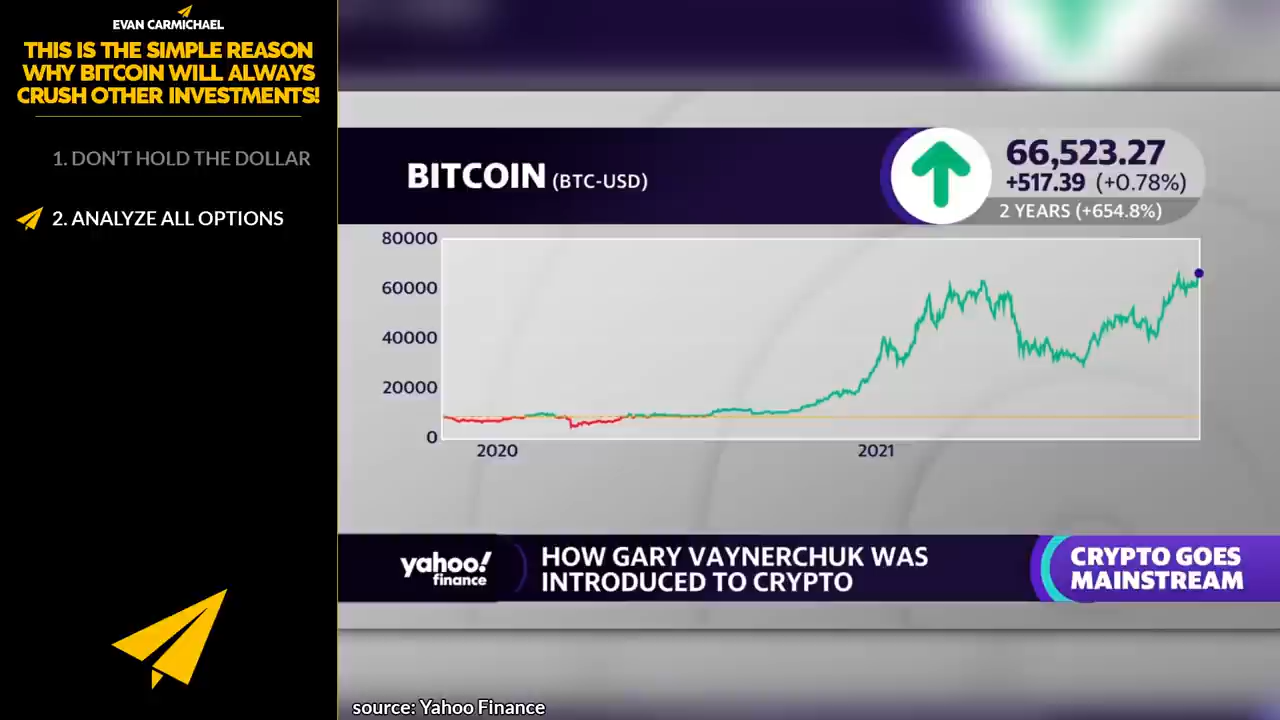 EVAN CARMICHAEL
THIS IS THE SIMPLE REASON
WHY BITCOIN WILL ALWAYS
CRUSH OTHER INVESTMENTS!
1. DON'T HOLD THE DOLLAR
2. ANALYZE ALL OPTIONS
BITCOIN (BTC-USD)
66,523.27
+517.39 (+0.78%)
2 YEARS (+654.8%)
80000
60000
40000
20000
0
2020 2021
yahoo!
finance
HOW GARY VAYNERCHUK WAS
INTRODUCED TO CRYPTO
CRYPTO GOES
MAINSTREAM
source: Yahoo Finance